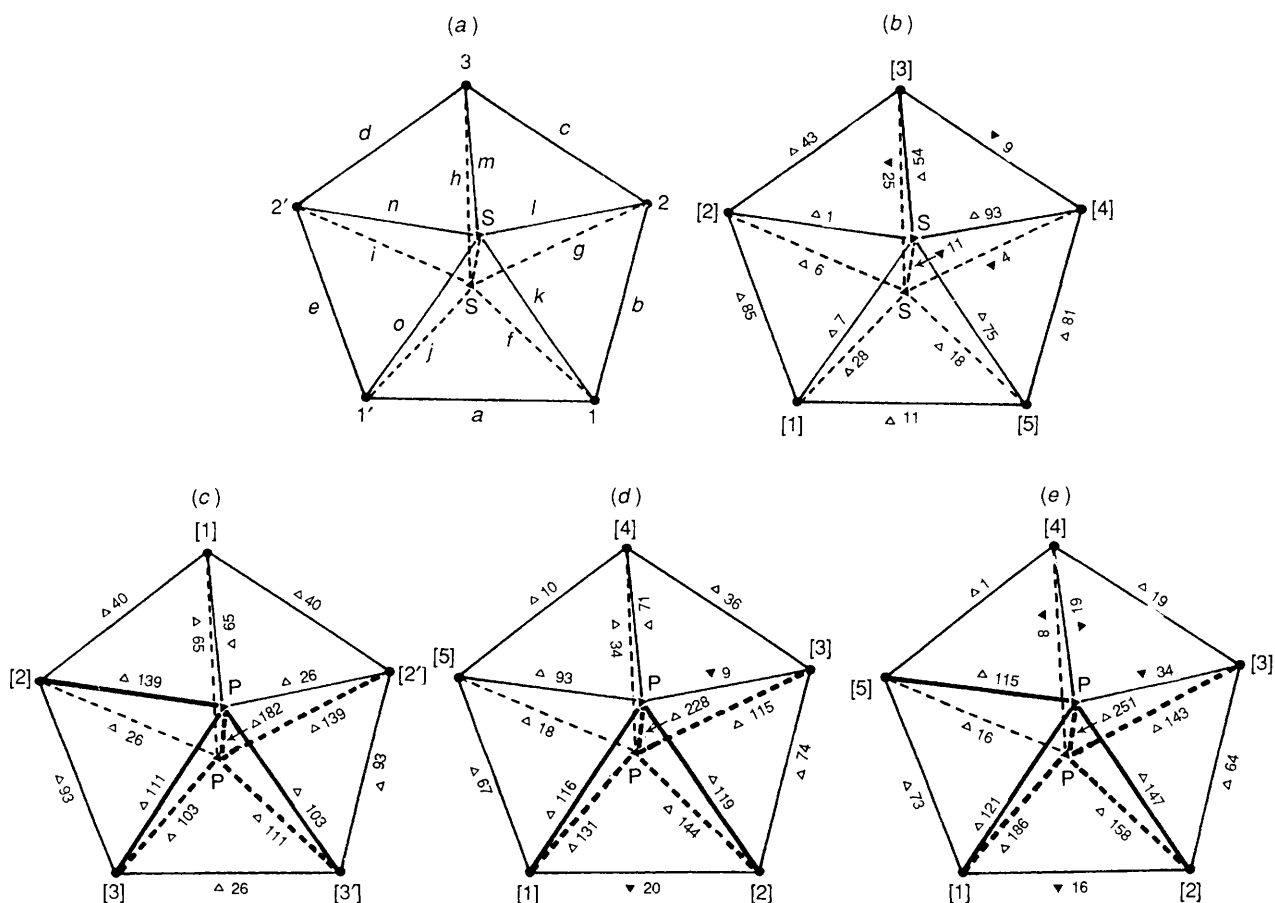 (a)
3
d
c
m
h
2′
n
S
l
2
i
g
S
e
o
k
b
j
f
1′
a
1
(b)
[3]
△ 43
▼ 9
▼ 25
△ 54
[2]
△ 1
S
△ 93
[4]
▼ 11
△ 6
▼ 4
S
△ 85
△ 7
△ 75
△ 81
△ 28
△ 18
[1]
△ 11
[5]
(c)
[1]
△ 40
△ 40
△ 65
△ 65
[2]
△ 139
P
△ 26
[2′]
△ 182
△ 26
△ 139
P
△ 93
△ 111
△ 103
△ 93
△ 103
△ 111
[3]
△ 26
[3′]
(d)
[4]
△ 10
△ 36
△ 34
△ 71
[5]
△ 93
P
▼ 9
[3]
△ 228
△ 18
△ 115
P
△ 67
△ 116
△ 119
△ 74
△ 131
△ 144
[1]
▼ 20
[2]
(e)
[4]
△ 1
△ 19
▼ 8
▼ 19
[5]
△ 115
P
▼ 34
[3]
△ 251
△ 16
△ 143
P
△ 73
△ 121
△ 147
△ 64
△ 186
△ 158
[1]
▼ 16
[2]